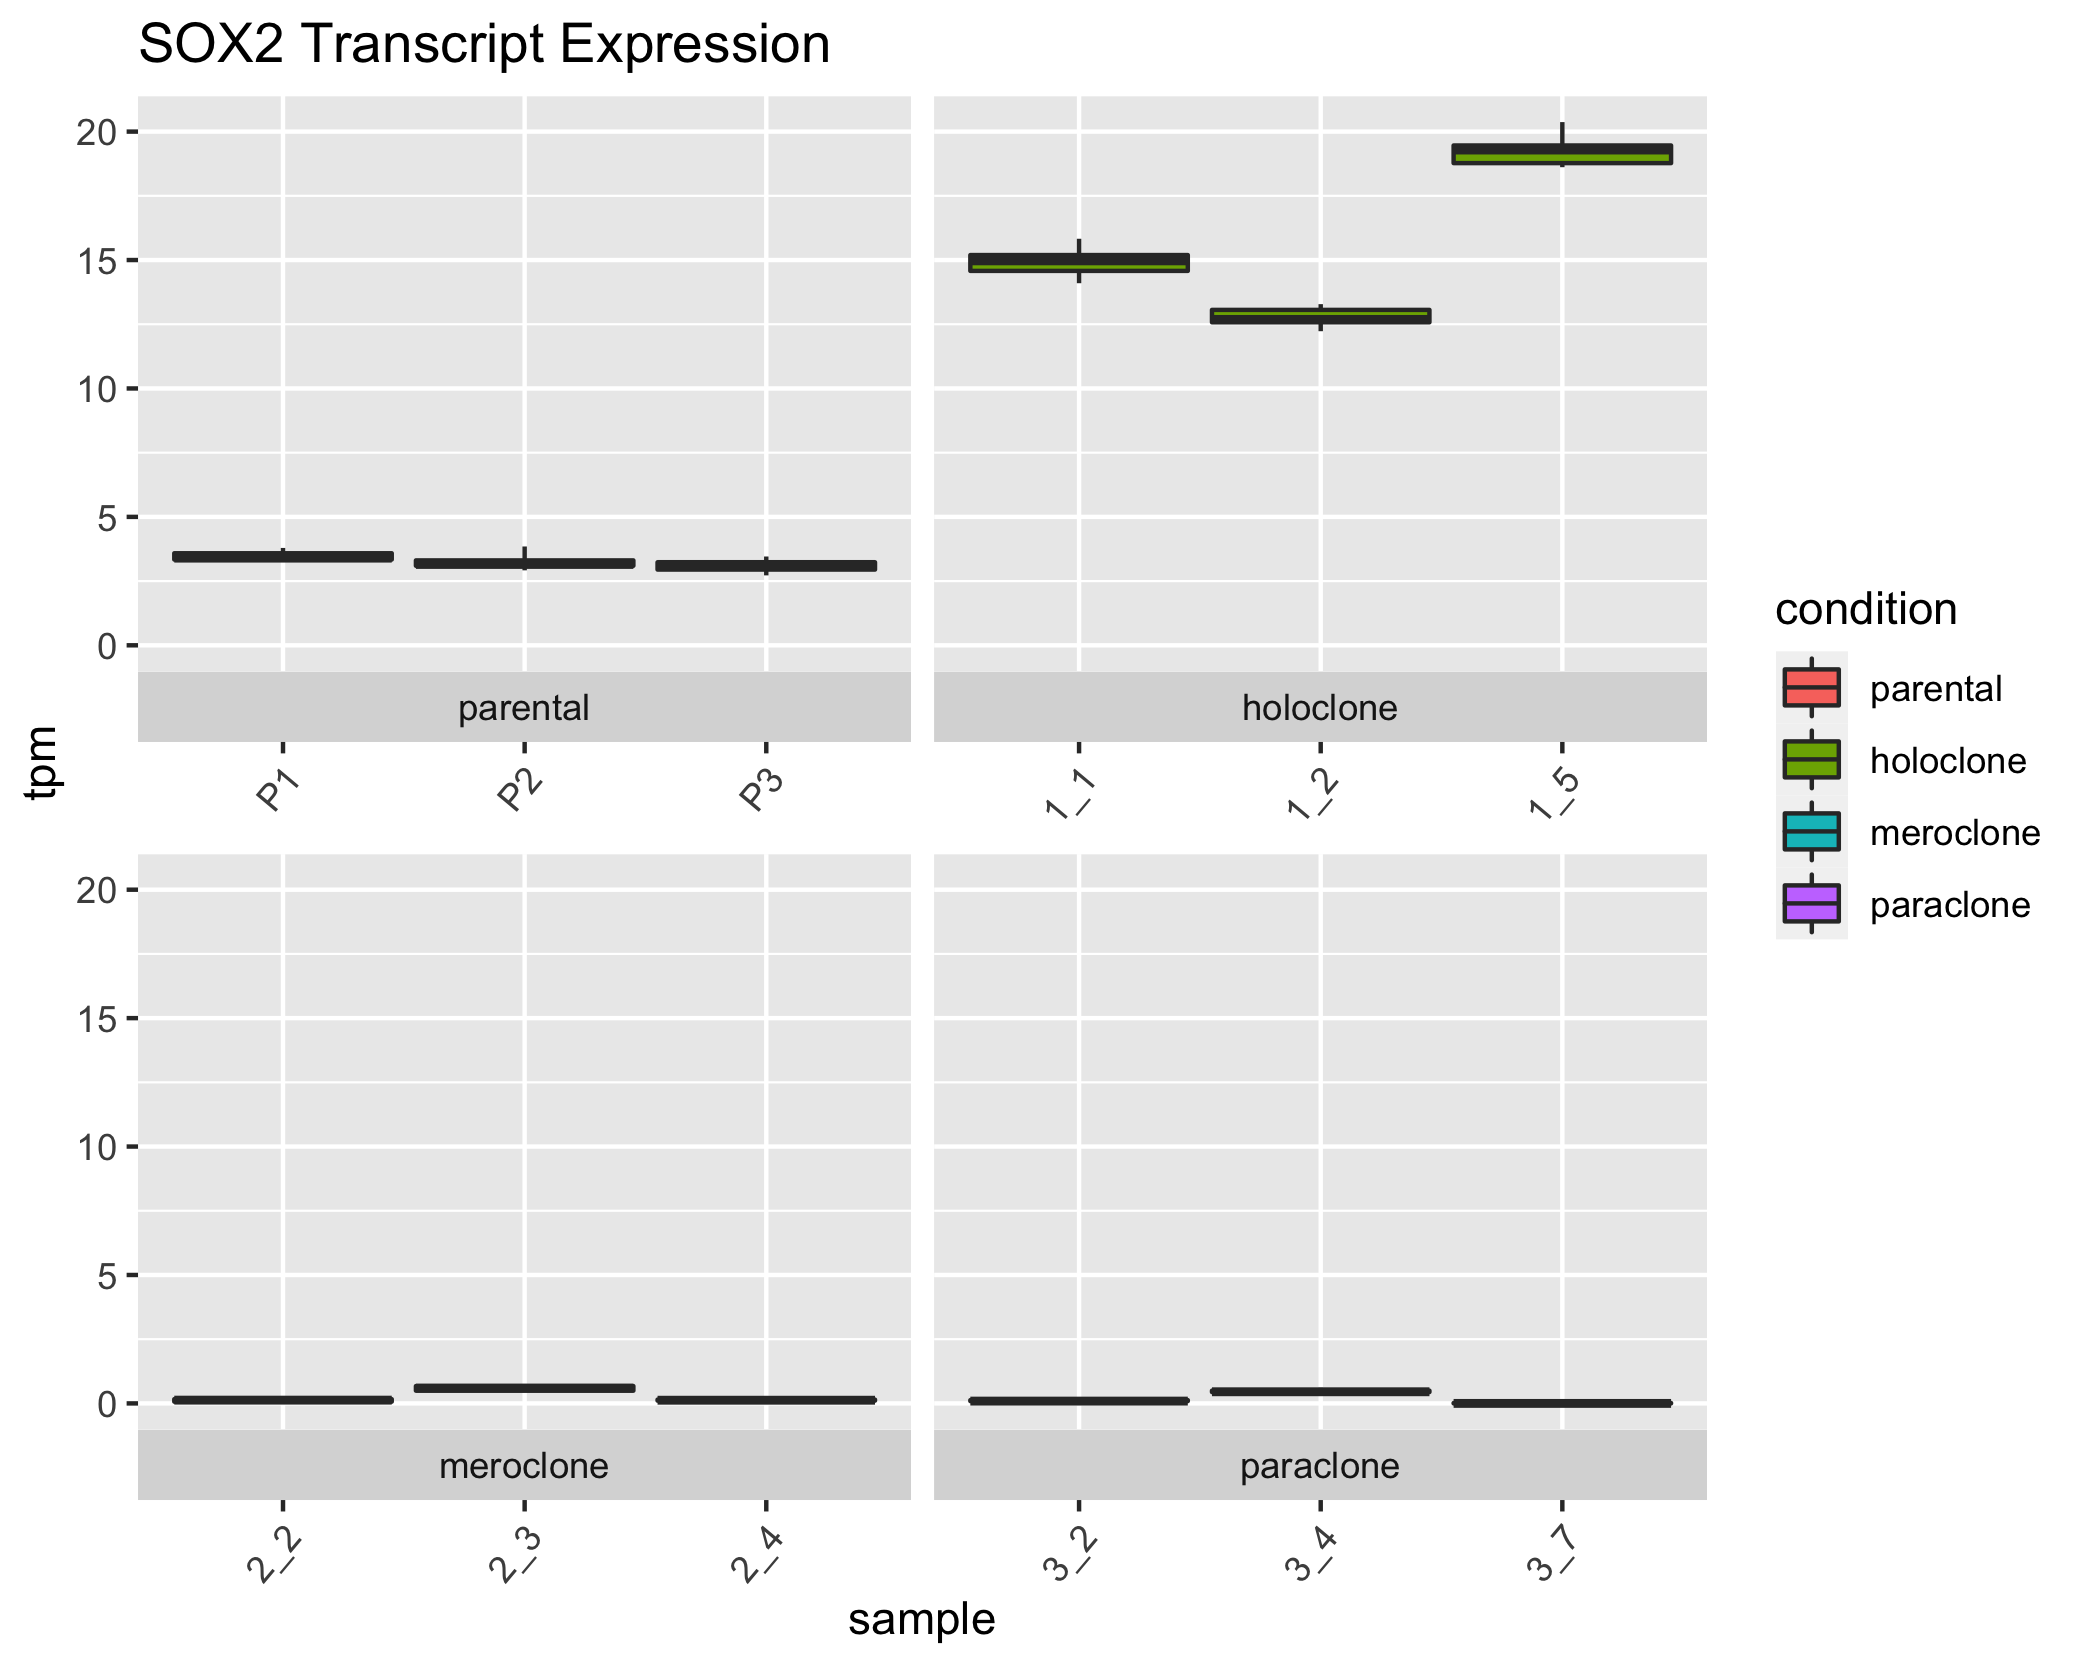 SOX2 Transcript Expression
tpm
20
15
10
5
0
parental
holoclone
P1
P2
P3
1_1
1_2
1_5
20
15
10
5
0
meroclone
paraclone
2_2
2_3
2_4
3_2
3_4
3_7
sample
condition
parental
holoclone
meroclone
paraclone